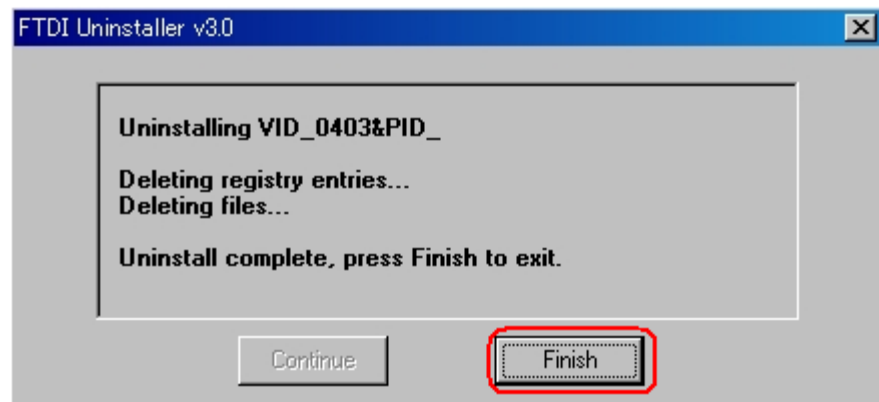 FTDI Uninstaller v3.0
Uninstalling VID_0403&PID_
Deleting registry entries...
Deleting files...
Uninstall complete, press Finish to exit.
Continue
Finish